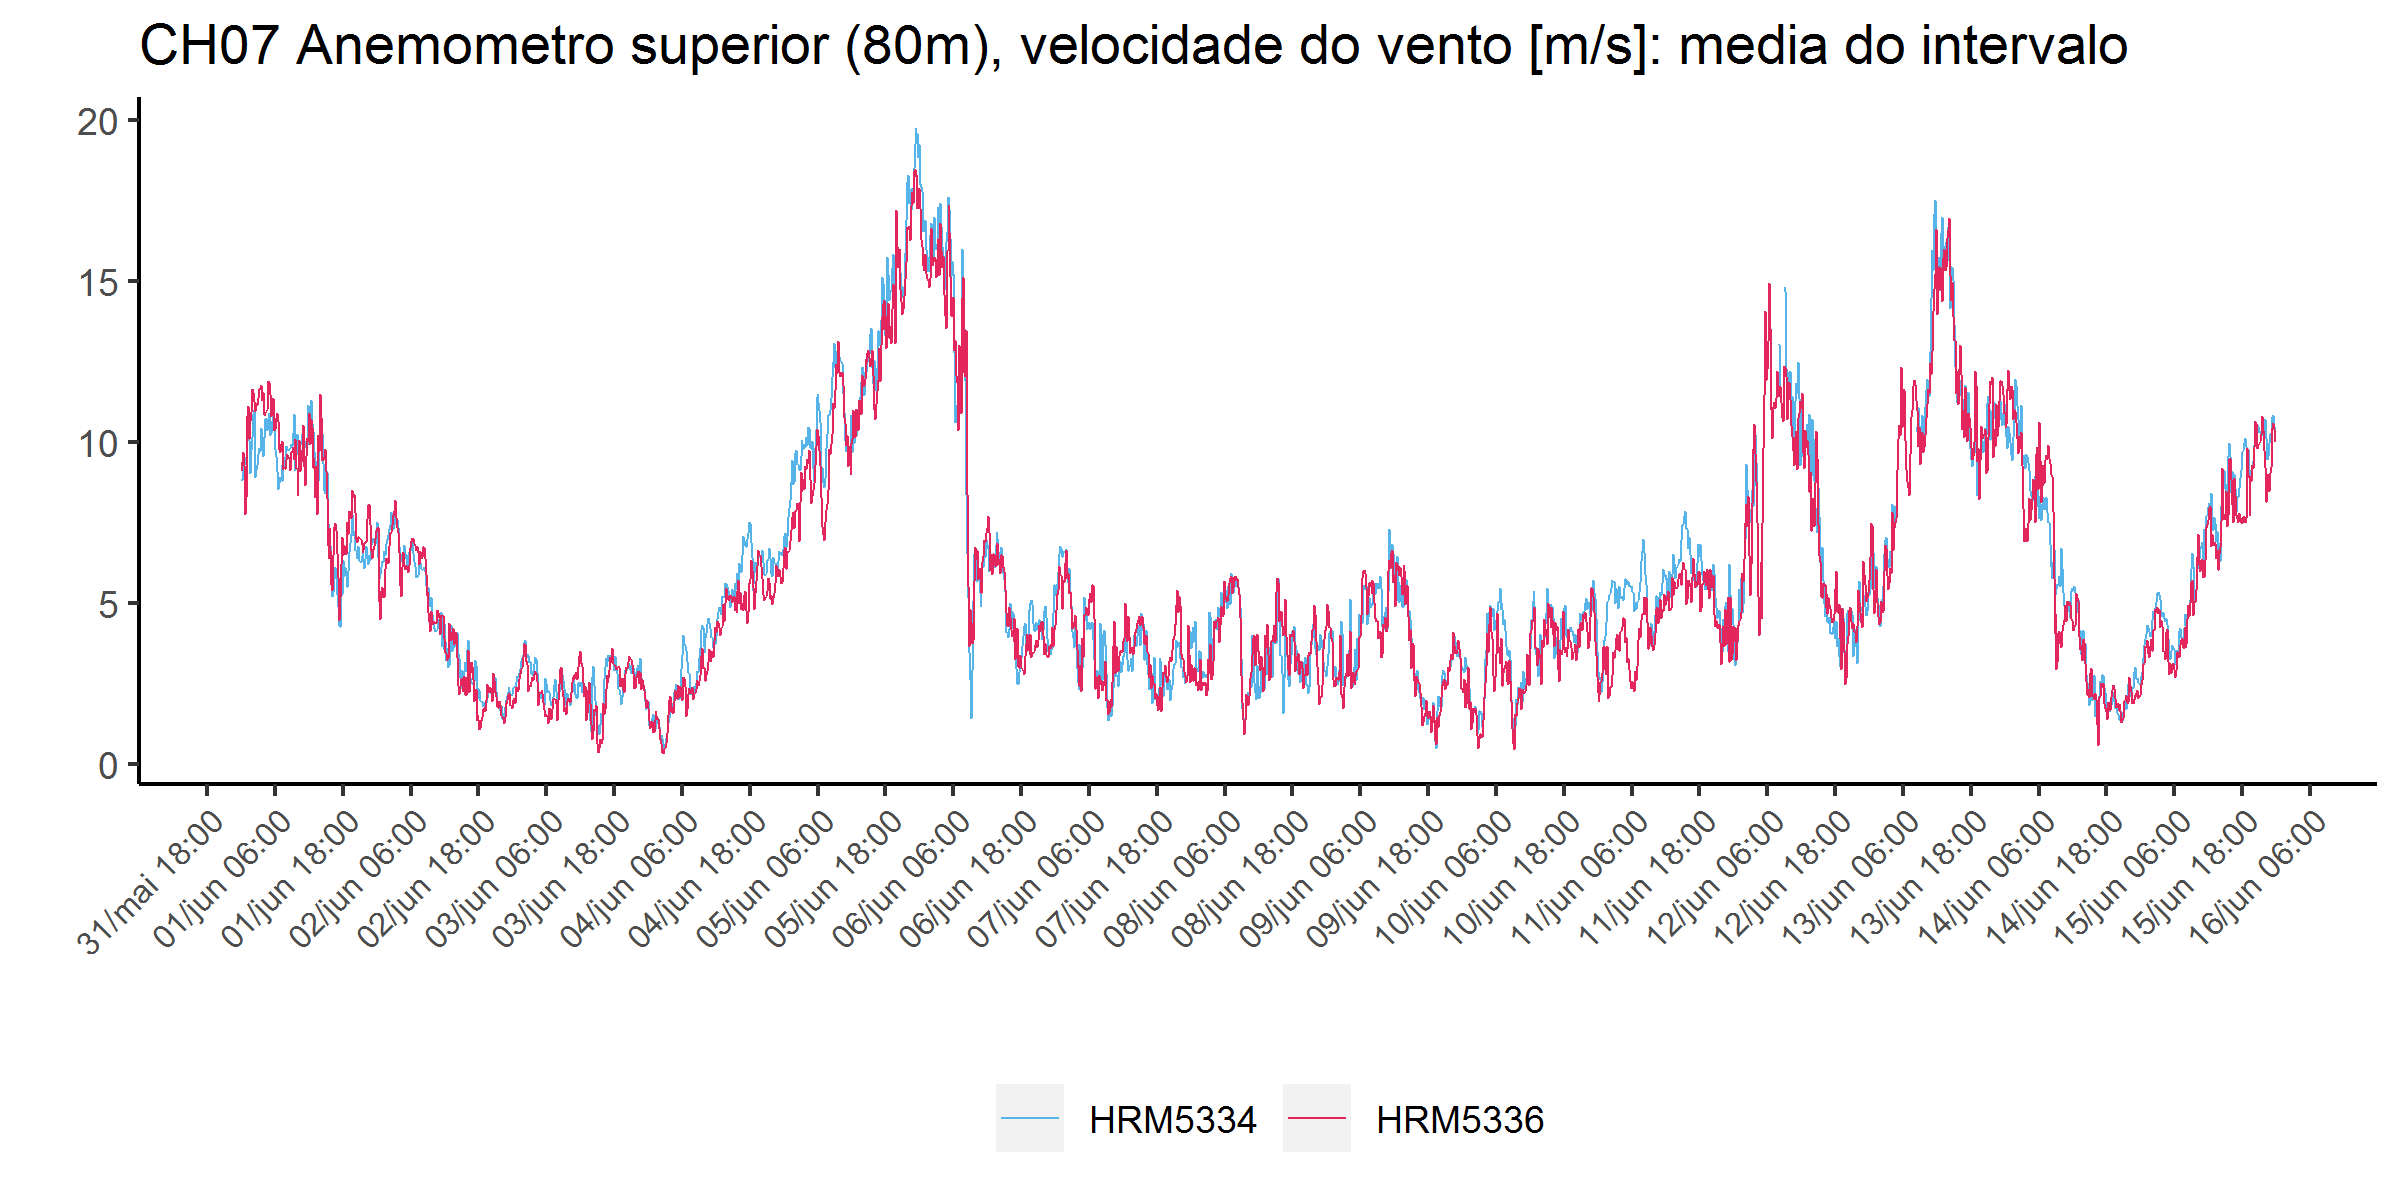 CH07 Anemometro superior (80m), velocidade do vento [m/s]: media do intervalo
20
15
10
5
0
31/mai 18:00
01/jun 06:00
01/jun 18:00
02/jun 06:00
02/jun 18:00
03/jun 06:00
03/jun 18:00
04/jun 06:00
04/jun 18:00
05/jun 06:00
05/jun 18:00
06/jun 06:00
06/jun 18:00
07/jun 06:00
07/jun 18:00
08/jun 06:00
08/jun 18:00
09/jun 06:00
09/jun 18:00
10/jun 06:00
10/jun 18:00
11/jun 06:00
11/jun 18:00
12/jun 06:00
12/jun 18:00
13/jun 06:00
13/jun 18:00
14/jun 06:00
14/jun 18:00
15/jun 06:00
15/jun 18:00
16/jun 06:00
HRM5334
HRM5336